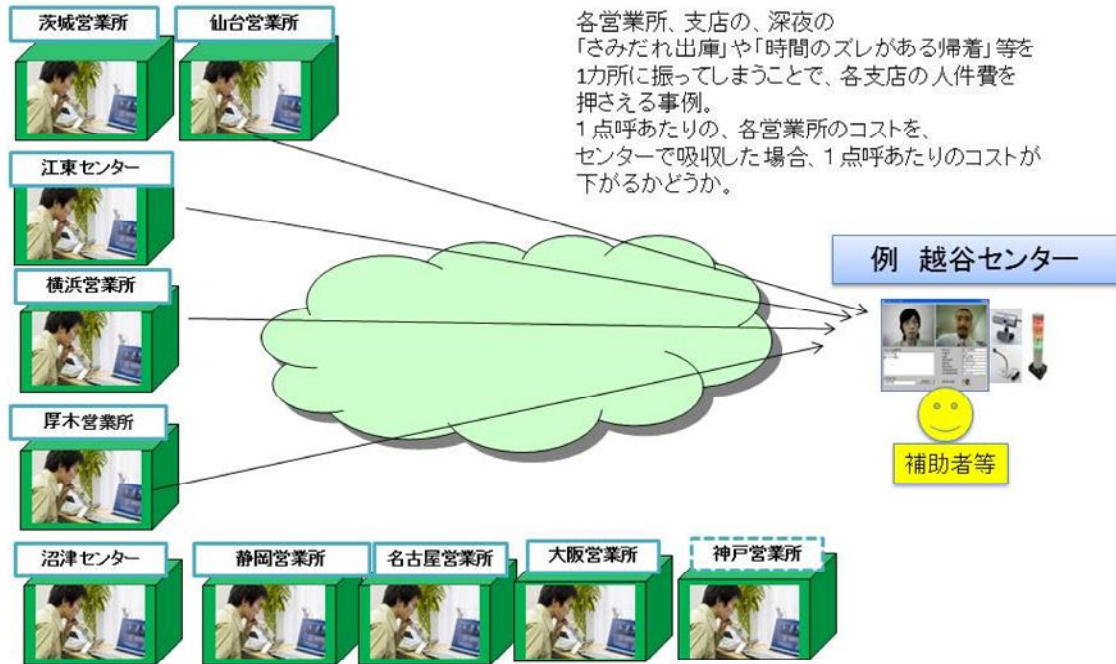 茨城営業所
仙台営業所
各営業所、支店の、深夜の
「さみだれ出庫」や「時間のズレがある帰着」等を
1カ所に振ってしまうことで、各支店の人件費を
押さえる事例。
１点呼あたりの、各営業所のコストを、
センターで吸収した場合、１点呼あたりのコストが
下がるかどうか。
江東センター
横浜営業所
厚木営業所
例　越谷センター
補助者等
沼津センター
静岡営業所
名古屋営業所
大阪営業所
神戸営業所